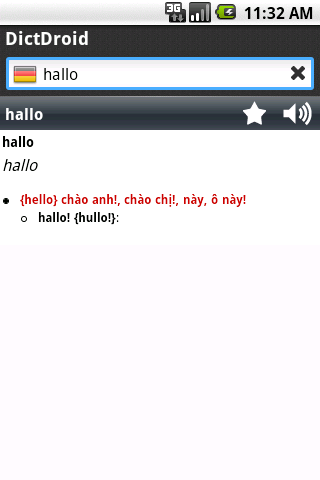 3G 11:32 AM
DictDroid
hallo
hallo
hallo
hallo
{hello} chào anh!, chào chị!, này, ô này!
hallo! {hullo!}: